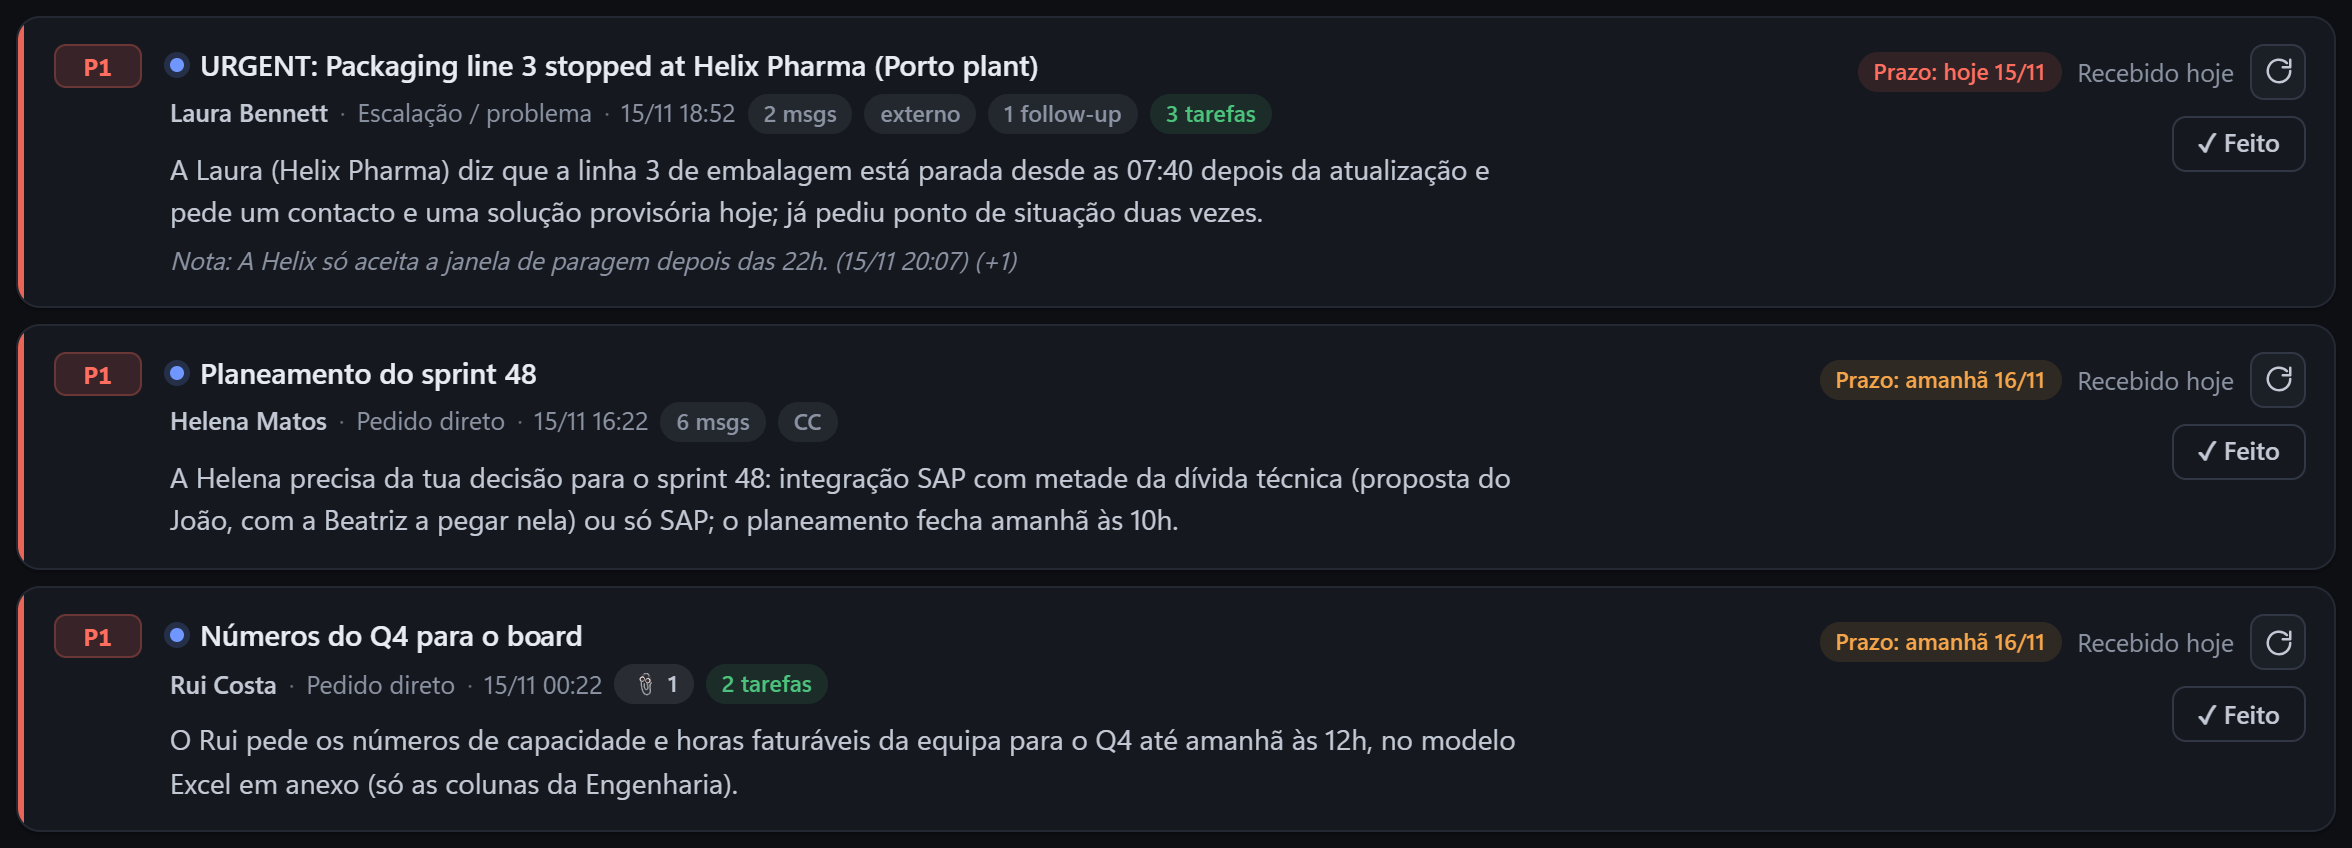 P1 URGENT: Packaging line 3 stopped at Helix Pharma (Porto plant) Prazo: hoje 15/11 Recebido hoje
Laura Bennett · Escalação / problema · 15/11 18:52 2 msgs externo 1 follow-up 3 tarefas
✓ Feito
A Laura (Helix Pharma) diz que a linha 3 de embalagem está parada desde as 07:40 depois da atualização e
pede um contacto e uma solução provisória hoje; já pediu ponto de situação duas vezes.
Nota: A Helix só aceita a janela de paragem depois das 22h. (15/11 20:07) (+1)
P1 Planeamento do sprint 48 Prazo: amanhã 16/11 Recebido hoje
Helena Matos · Pedido direto · 15/11 16:22 6 msgs CC
✓ Feito
A Helena precisa da tua decisão para o sprint 48: integração SAP com metade da dívida técnica (proposta do
João, com a Beatriz a pegar nela) ou só SAP; o planeamento fecha amanhã às 10h.
P1 Números do Q4 para o board Prazo: amanhã 16/11 Recebido hoje
Rui Costa · Pedido direto · 15/11 00:22 1 2 tarefas
✓ Feito
O Rui pede os números de capacidade e horas faturáveis da equipa para o Q4 até amanhã às 12h, no modelo
Excel em anexo (só as colunas da Engenharia).